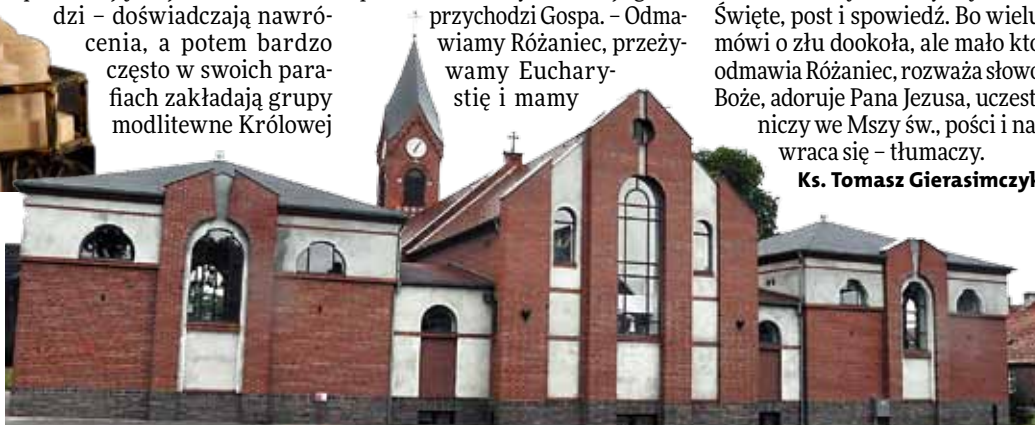 dzi – doświadczają nawró-
cenia, a potem bardzo
często w swoich para-
fiach zakładają grupy
modlitewne Królowej
przychodzi Gospa. – Odma-
wiamy Różaniec, przeży-
wamy Euchary-
stię i mamy
Święte, post i spowiedź. Bo wielu
mówi o złu dookoła, ale mało kto
odmawia Różaniec, rozważa słowo
Boże, adoruje Pana Jezusa, uczest-
niczy we Mszy św., pości i na-
wraca się – tłumaczy.
Ks. Tomasz Gierasimczyk